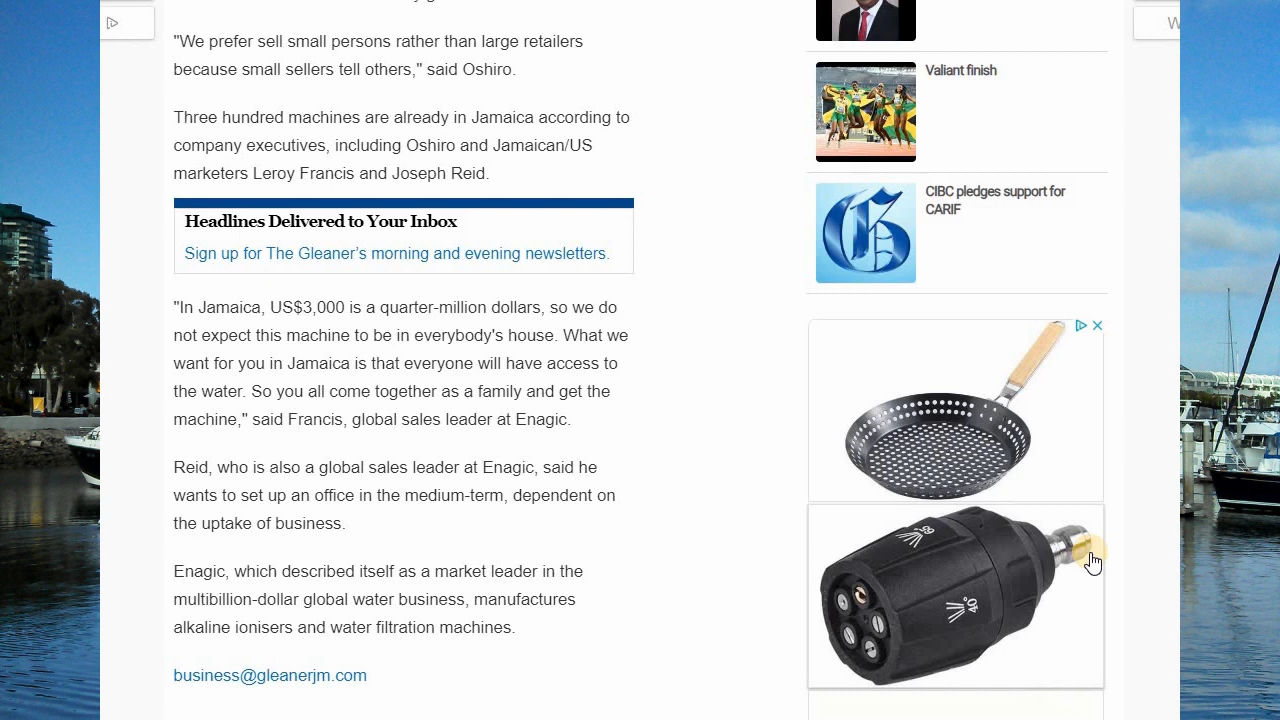 "We prefer sell small persons rather than large retailers
because small sellers tell others," said Oshiro.
Three hundred machines are already in Jamaica according to
company executives, including Oshiro and Jamaican/US
marketers Leroy Francis and Joseph Reid.
Headlines Delivered to Your Inbox
Sign up for The Gleaner’s morning and evening newsletters.
"In Jamaica, US$3,000 is a quarter-million dollars, so we do
not expect this machine to be in everybody's house. What we
want for you in Jamaica is that everyone will have access to
the water. So you all come together as a family and get the
machine," said Francis, global sales leader at Enagic.
Reid, who is also a global sales leader at Enagic, said he
wants to set up an office in the medium-term, dependent on
the uptake of business.
Enagic, which described itself as a market leader in the
multibillion-dollar global water business, manufactures
alkaline ionisers and water filtration machines.
business@gleanerjm.com
Valiant finish
CIBC pledges support for
CARIF
G
65°
40°
W